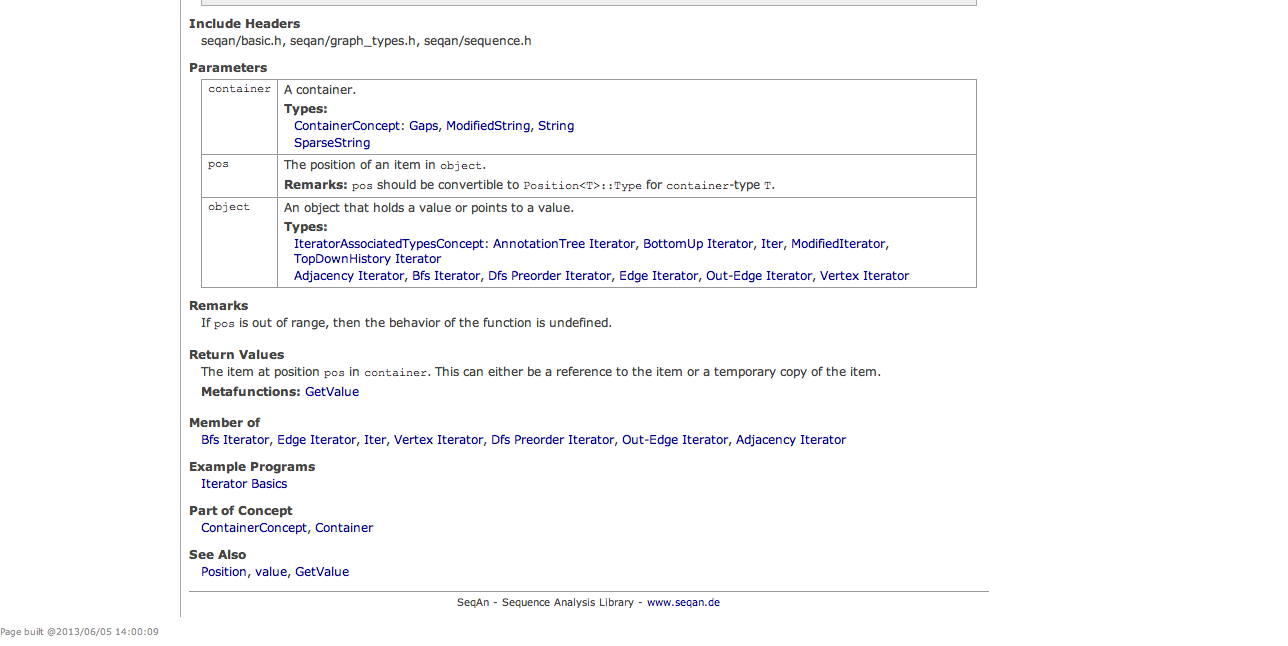 Include Headers
seqan/basic.h, seqan/graph_types.h, seqan/sequence.h
Parameters
container
A container.
Types:
ContainerConcept: Gaps, ModifiedString, String
SparseString
pos
The position of an item in object.
Remarks: pos should be convertible to Position<T>::Type for container-type T.
object
An object that holds a value or points to a value.
Types:
IteratorAssociatedTypesConcept: AnnotationTree Iterator, BottomUp Iterator, Iter, ModifiedIterator,
TopDownHistory Iterator
Adjacency Iterator, Bfs Iterator, Dfs Preorder Iterator, Edge Iterator, Out-Edge Iterator, Vertex Iterator
Remarks
If pos is out of range, then the behavior of the function is undefined.
Return Values
The item at position pos in container. This can either be a reference to the item or a temporary copy of the item.
Metafunctions: GetValue
Member of
Bfs Iterator, Edge Iterator, Iter, Vertex Iterator, Dfs Preorder Iterator, Out-Edge Iterator, Adjacency Iterator
Example Programs
Iterator Basics
Part of Concept
ContainerConcept, Container
See Also
Position, value, GetValue
SeqAn - Sequence Analysis Library - www.seqan.de
Page built @2013/06/05 14:00:09